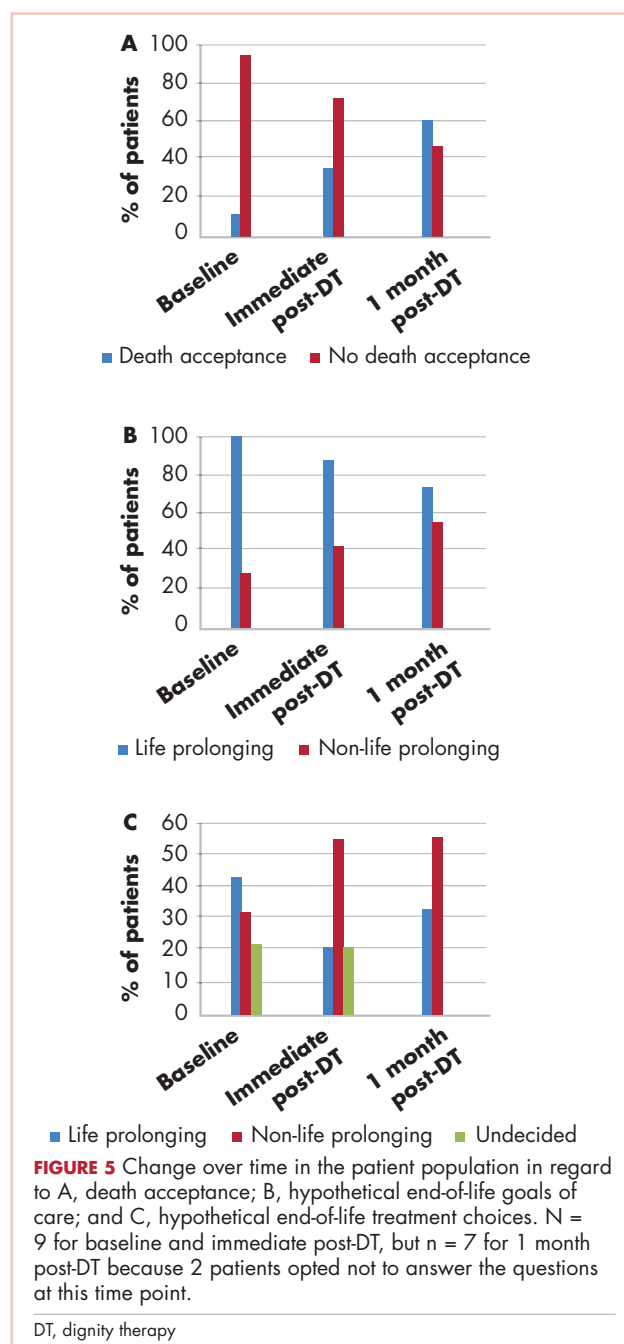 A
% of patients
100
80
60
40
20
0
Baseline
Immediate
post-DT
1 month
post-DT
Death acceptance No death acceptance
B
% of patients
100
80
60
40
20
0
Baseline
Immediate
post-DT
1 month
post-DT
Life prolonging Non-life prolonging
C
% of patients
60
50
40
30
20
10
0
Baseline
Immediate
post-DT
1 month
post-DT
Life prolonging Non-life prolonging Undecided
FIGURE 5 Change over time in the patient population in regard
to A, death acceptance; B, hypothetical end-of-life goals of
care; and C, hypothetical end-of-life treatment choices. N =
9 for baseline and immediate post-DT, but n = 7 for 1 month
post-DT because 2 patients opted not to answer the questions
at this time point.
DT, dignity therapy